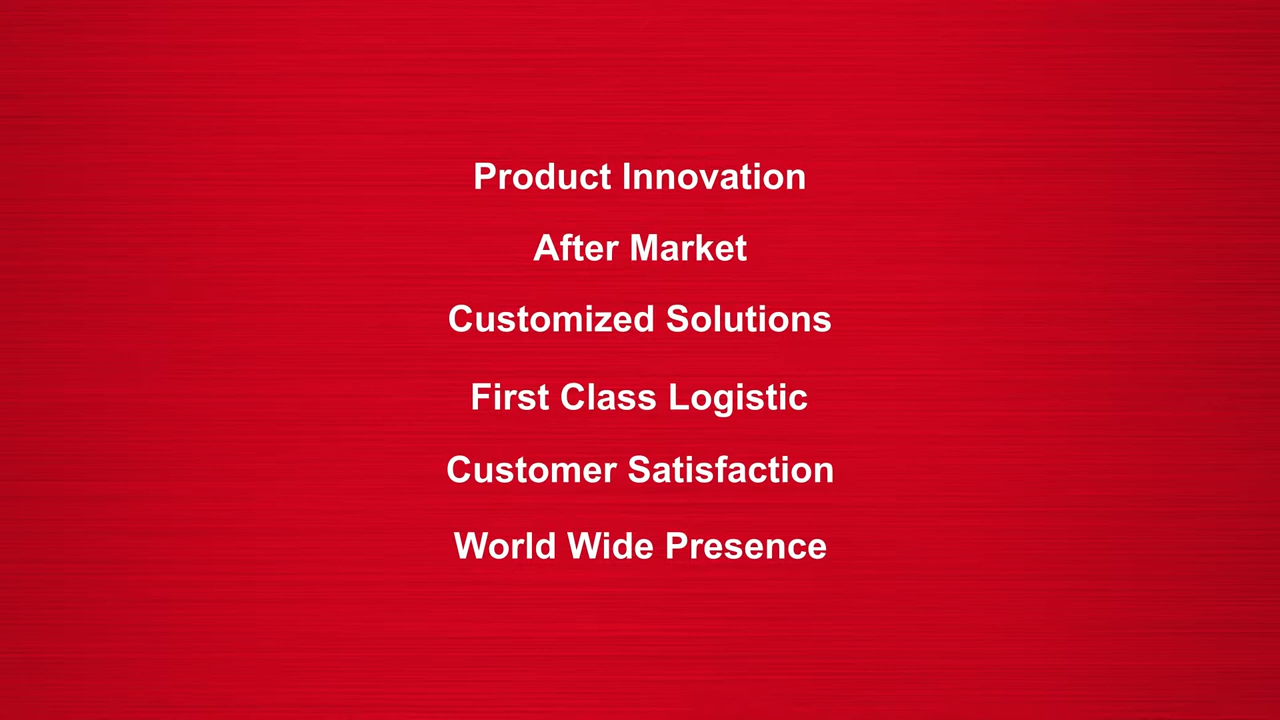 Product Innovation
After Market
Customized Solutions
First Class Logistic
Customer Satisfaction
World Wide Presence